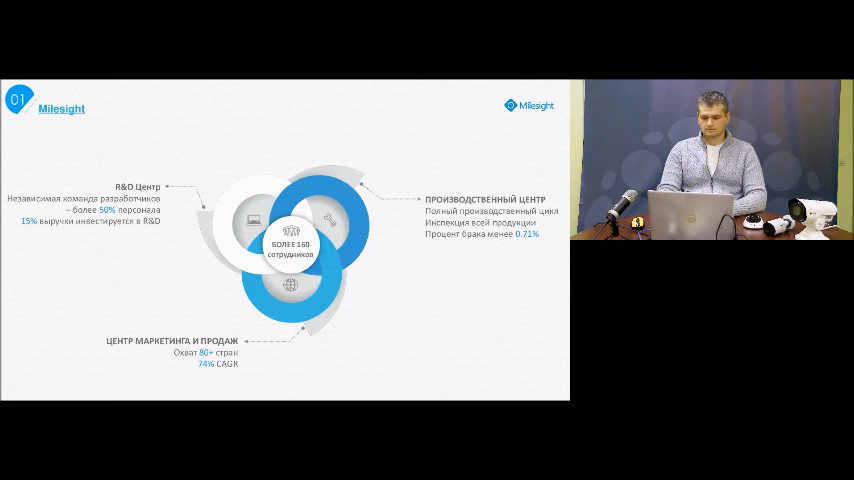 01
Milesight
Milesight
R&D Центр
Независимая команда разработчиков
– более 50% персонала
15% выручки инвестируется в R&D
ПРОИЗВОДСТВЕННЫЙ ЦЕНТР
Полный производственный цикл
Инспекция всей продукции
Процент брака менее 0.71%
БОЛЕЕ 160
сотрудников
ЦЕНТР МАРКЕТИНГА И ПРОДАЖ
Охват 80+ стран
74% CAGR